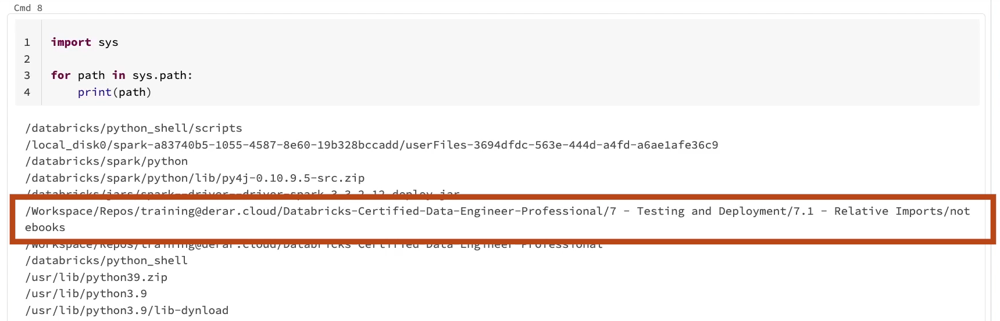 Cmd 8
1 import sys
2
3 for path in sys.path:
4     print(path)
/databricks/python_shell/scripts
/local_disk0/spark-a83740b5-1055-4587-8e60-19b328bccadd/userFiles-3694dfdc-563e-444d-a4fd-a6ae1afe36c9
/databricks/spark/python
/databricks/spark/python/lib/py4j-0.10.9.5-src.zip
/databricks/jars/spark--driver--driver-spark_3.3_2.12_deploy.jar
/Workspace/Repos/training@derar.cloud/Databricks-Certified-Data-Engineer-Professional/7 - Testing and Deployment/7.1 - Relative Imports/not
ebooks
/Workspace/Repos/training@derar.cloud/Databricks-Certified-Data-Engineer-Professional
/databricks/python_shell
/usr/lib/python39.zip
/usr/lib/python3.9
/usr/lib/python3.9/lib-dynload